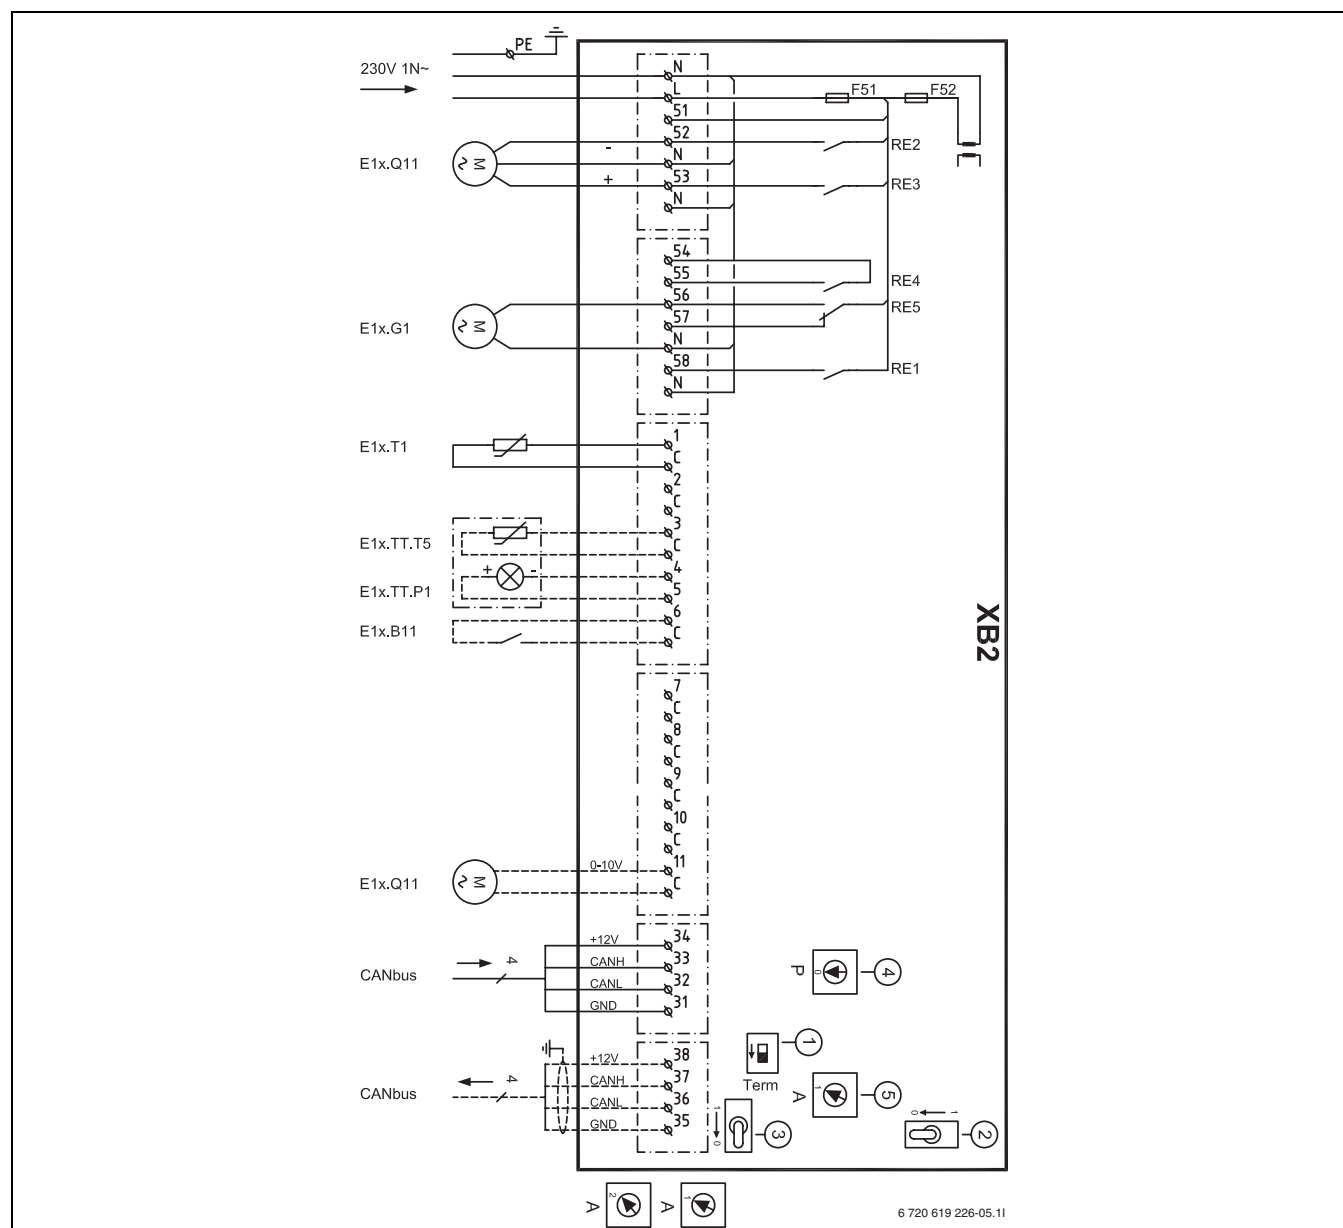 PE
230V 1N~
N
L
F51
F52
51
52
-
RE2
E1x.Q11
M
~
N
+
53
RE3
N
54
55
RE4
56
RE5
E1x.G1
M
~
57
N
58
RE1
N
E1x.T1
1
C
2
C
3
E1x.TT.T5
C
+
-
4
E1x.TT.P1
5
6
E1x.B11
C
XB2
7
C
8
C
9
C
10
C
0-10V
11
E1x.Q11
M
~
C
+12V
34
4
CANH
33
CANbus
CANL
32
GND
31
P
0
4
1
Term
+12V
38
4
CANH
37
CANbus
CANL
36
GND
35
A
1
5
1
0
3
0
1
2
A
2
A
1
6 720 619 226-05.1I